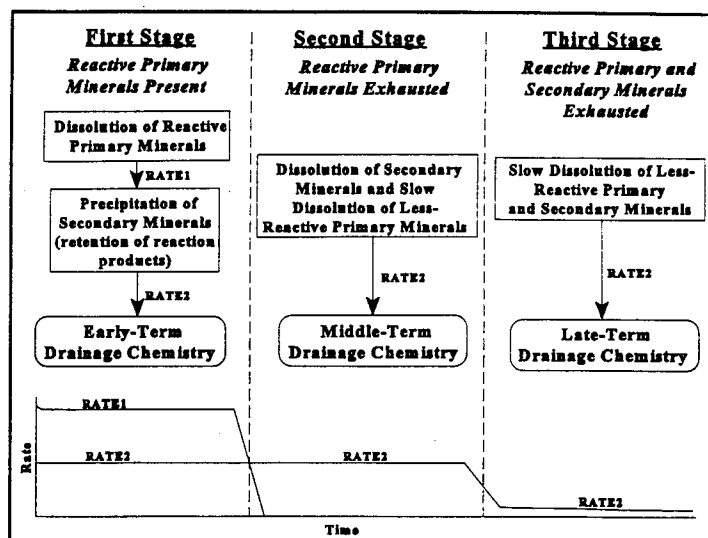 First Stage
Reactive Primary
Minerals Present
Dissolution of Reactive
Primary Minerals
RATE1
Precipitation of
Secondary Minerals
(retention of reaction
products)
RATE2
Early-Term
Drainage Chemistry
Second Stage
Reactive Primary
Minerals Exhausted
Dissolution of Secondary
Minerals and Slow
Dissolution of Less-
Reactive Primary Minerals
RATE2
Middle-Term
Drainage Chemistry
Third Stage
Reactive Primary and
Secondary Minerals
Exhausted
Slow Dissolution of Less-
Reactive Primary
and Secondary Minerals
RATE2
Late-Term
Drainage Chemistry
Rate
RATE1
RATE2
RATE2
RATE2
Time